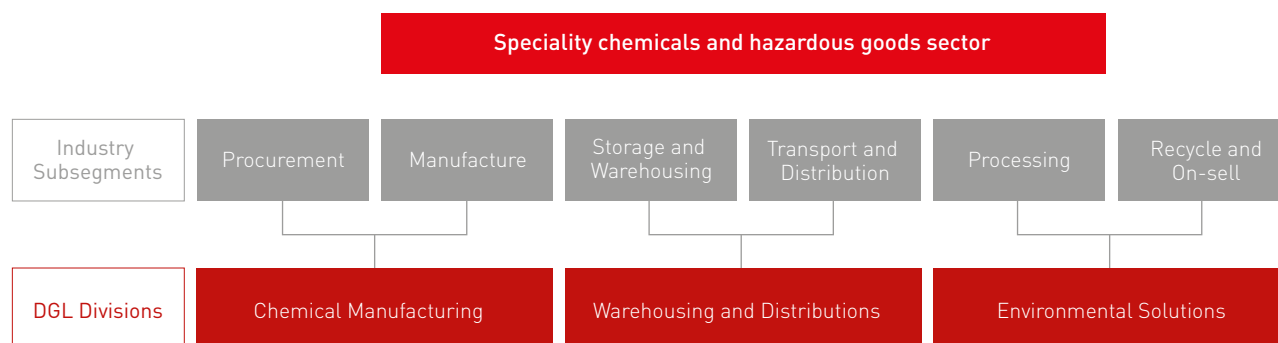 Speciality chemicals and hazardous goods sector
Industry
Subsegments
Procurement
Manufacture
Storage and
Warehousing
Transport and
Distribution
Processing
Recycle and
On-sell
DGL Divisions
Chemical Manufacturing
Warehousing and Distributions
Environmental Solutions